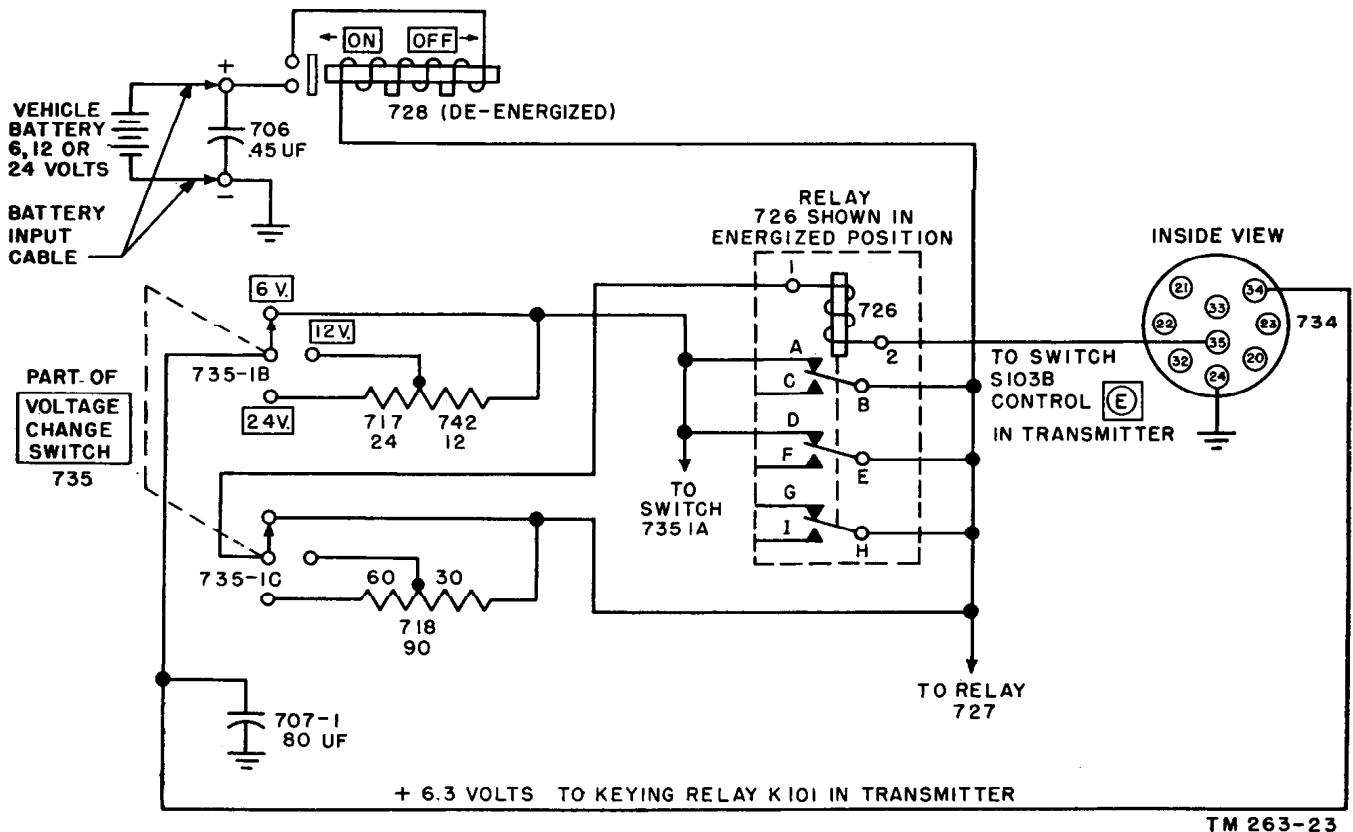 ON
OFF
+
728 (DE-ENERGIZED)
VEHICLE
BATTERY
6, 12 OR
24 VOLTS
706
.45 UF
−
BATTERY
INPUT
CABLE
RELAY
726 SHOWN IN
ENERGIZED POSITION
1
726
2
A
C
B
D
F
E
G
I
H
INSIDE VIEW
21
34
33
22
23
35
32
20
24
734
TO SWITCH
S103B
CONTROL E
IN TRANSMITTER
6 V.
12V.
735-1B
24V.
717
24
742
12
PART OF
VOLTAGE
CHANGE
SWITCH
735
TO
SWITCH
7351A
735-1C
60
30
718
90
TO RELAY
727
707-1
80 UF
+ 6.3 VOLTS TO KEYING RELAY K101 IN TRANSMITTER
TM 263-23